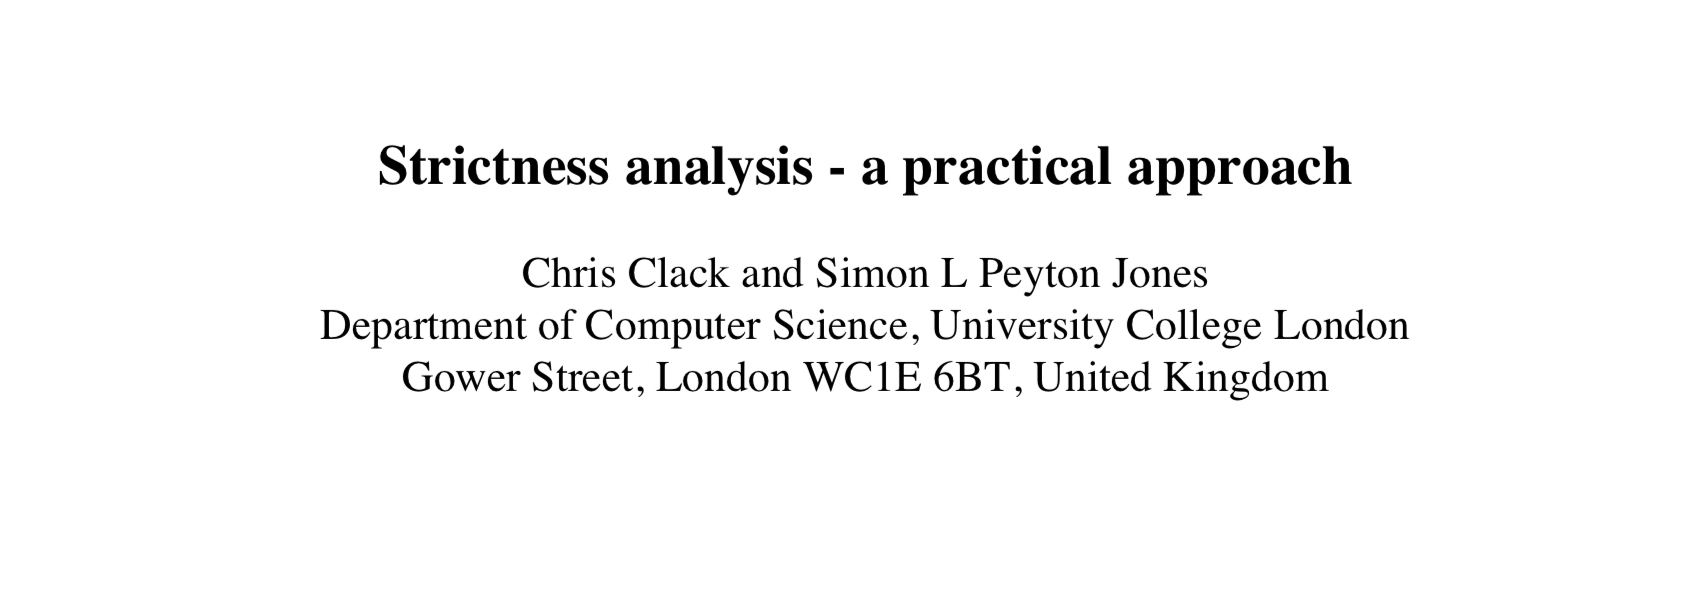 Strictness analysis - a practical approach
Chris Clack and Simon L Peyton Jones
Department of Computer Science, University College London
Gower Street, London WC1E 6BT, United Kingdom